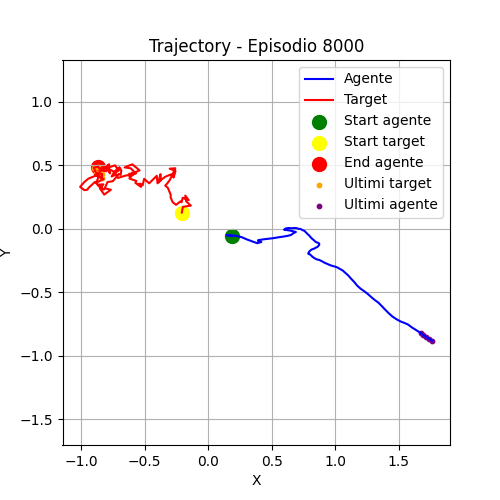 Trajectory - Episodio 8000
Agente
Target
Start agente
Start target
End agente
Ultimi target
Ultimi agente
1.0
0.5
0.0
−0.5
−1.0
−1.5
Y
−1.0 −0.5 0.0 0.5 1.0 1.5
X